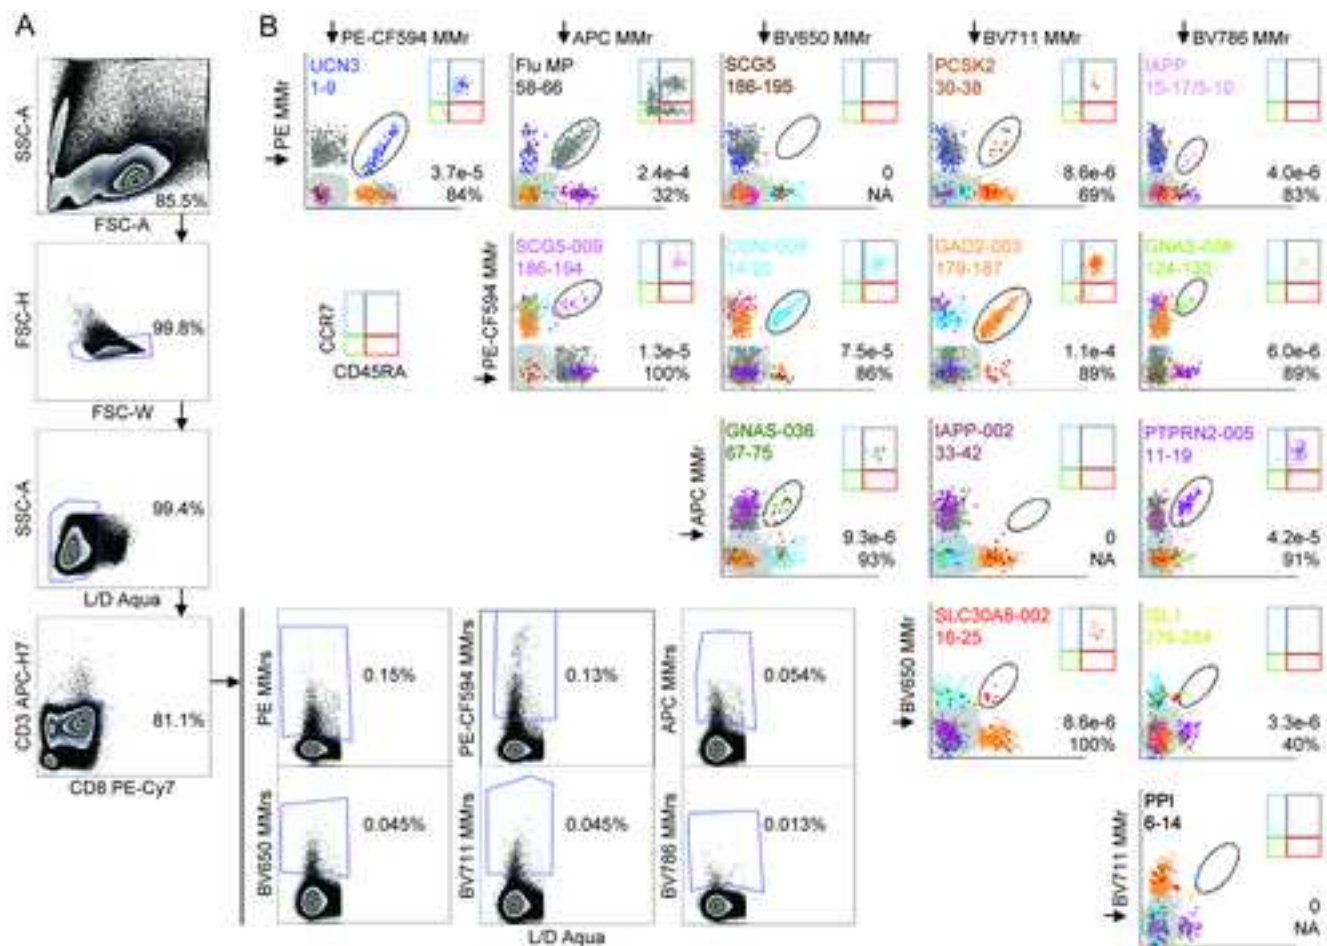 A
SSC-A
85.5%
FSC-A
FSC-H
99.8%
FSC-W
SSC-A
99.4%
L/D Aqua
CD3 APC-H7
81.1%
CD8 PE-Cy7
PE MMrs
0.15%
PE-CF594 MMrs
0.13%
APC MMrs
0.054%
BV650 MMrs
0.045%
BV711 MMrs
0.045%
BV786 MMrs
0.013%
L/D Aqua
B
PE-CF594 MMr
APC MMr
BV650 MMr
BV711 MMr
BV786 MMr
PE MMr
UCN3
1-9
3.7e-5
84%
Flu MP
58-66
2.4e-4
32%
SCG5
186-195
0
NA
PCSK2
30-38
8.6e-6
69%
IAPP
15-17/5-10
4.0e-6
83%
CCR7
CD45RA
PE-CF594 MMr
SCG5-009
186-194
1.3e-5
100%
7.5e-5
86%
GAD2-003
179-187
1.1e-4
89%
6.0e-6
89%
APC MMr
GNAS-036
67-75
9.3e-6
93%
IAPP-002
33-42
0
NA
PTPRN2-005
11-19
4.2e-5
91%
BV650 MMr
SLC30A8-002
16-25
8.6e-6
100%
3.3e-6
40%
BV711 MMr
PPI
6-14
0
NA